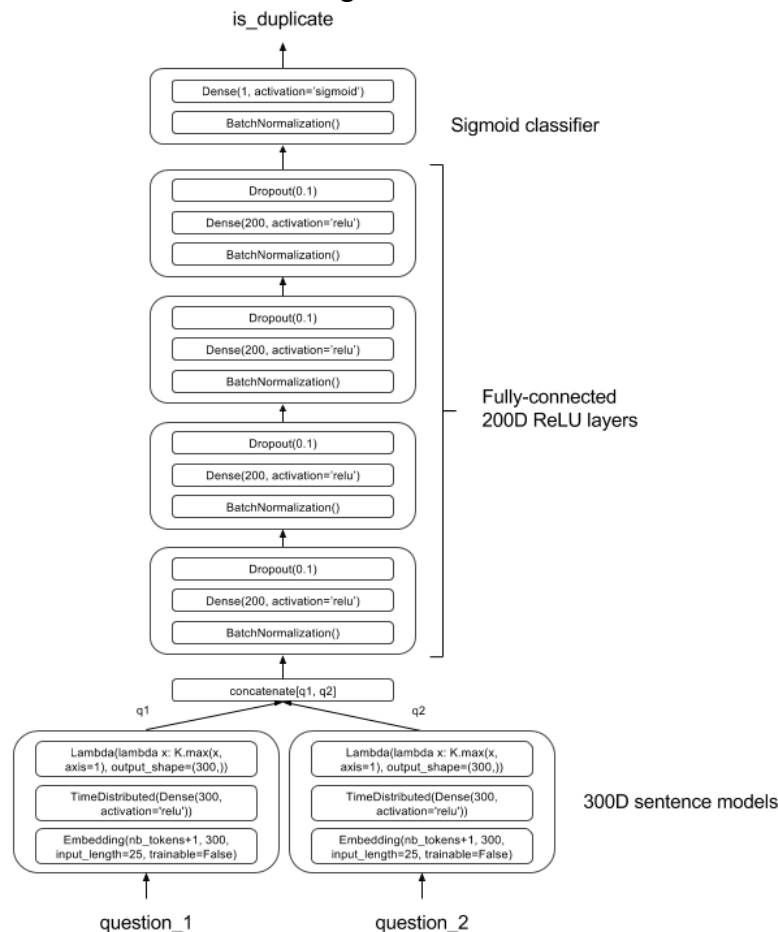 is_duplicate
Dense(1, activation='sigmoid')
BatchNormalization()
Sigmoid classifier
Dropout(0.1)
Dense(200, activation='relu')
BatchNormalization()
Dropout(0.1)
Dense(200, activation='relu')
BatchNormalization()
Fully-connected
200D ReLU layers
Dropout(0.1)
Dense(200, activation='relu')
BatchNormalization()
Dropout(0.1)
Dense(200, activation='relu')
BatchNormalization()
concatenate[q1, q2]
q1
q2
Lambda(lambda x: K.max(x,
axis=1), output_shape=(300,))
TimeDistributed(Dense(300,
activation='relu'))
Embedding(nb_tokens+1, 300,
input_length=25, trainable=False)
Lambda(lambda x: K.max(x,
axis=1), output_shape=(300,))
TimeDistributed(Dense(300,
activation='relu'))
Embedding(nb_tokens+1, 300,
input_length=25, trainable=False)
300D sentence models
question_1
question_2